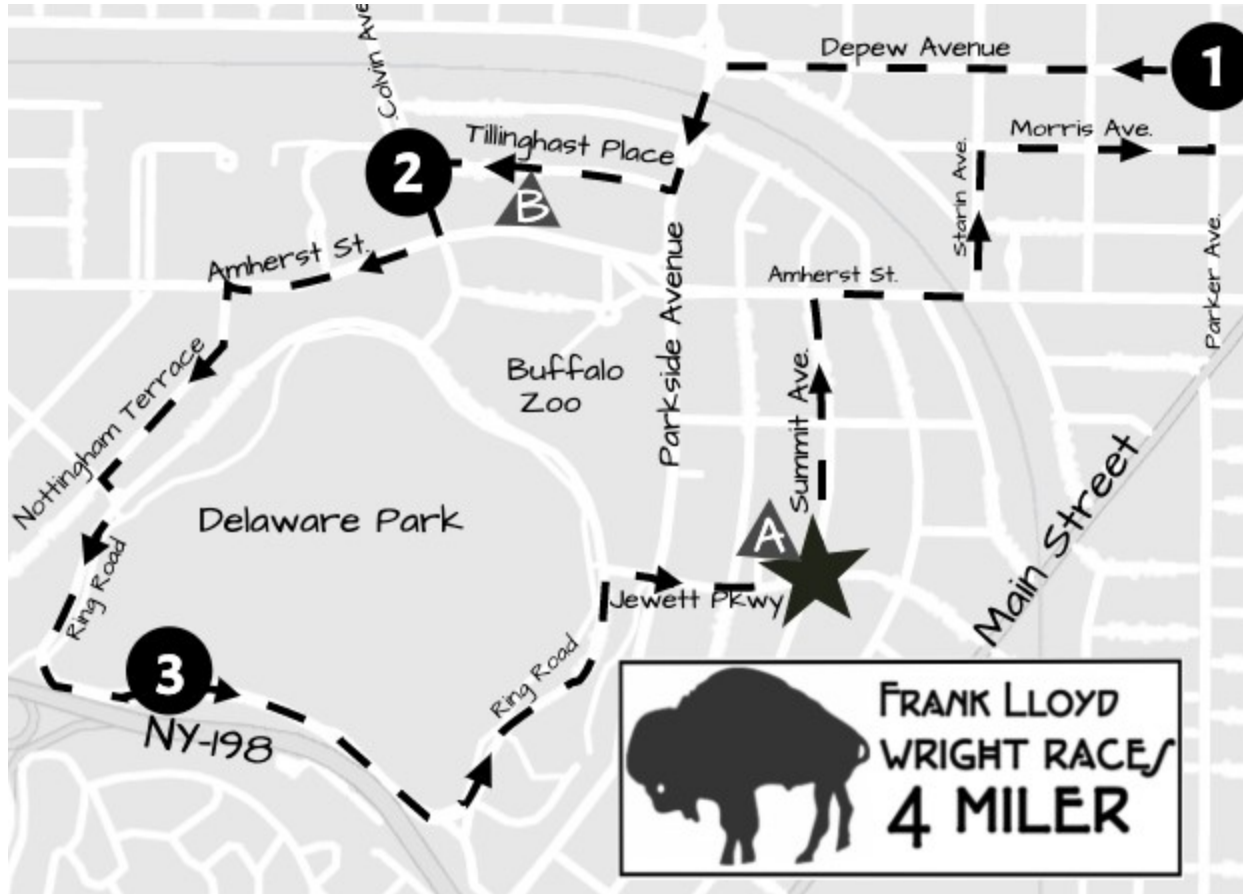 Colvin Ave
Depew Avenue
1
Tillinghast Place
Morris Ave.
2
B
Starin Ave.
Amherst St.
Amherst St.
Parkside Avenue
Parker Ave.
Buffalo
Zoo
Nottingham Terrace
Summit Ave.
Main Street
Delaware Park
A
Ring Road
Jewett Pkwy
Ring Road
3
NY-198
FRANK LLOYD
WRIGHT RACES
4 MILER